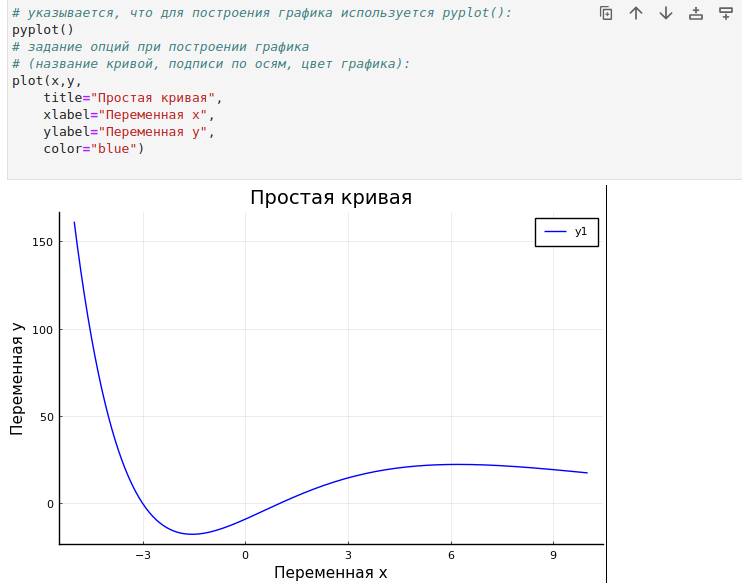 # указывается, что для построения графика используется pyplot():
pyplot()
# задание опций при построении графика
# (название кривой, подписи по осям, цвет графика):
plot(x,y,
    title="Простая кривая",
    xlabel="Переменная x",
    ylabel="Переменная y",
    color="blue")
Простая кривая
y1
150
100
50
0
Переменная y
−3 0 3 6 9
Переменная x